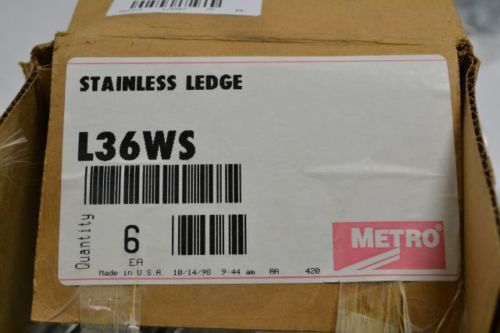 STAINLESS LEDGE
L36WS
Quantity
6
EA
METRO
Made in U.S.A. 10/14/98 9:44 am AA 420